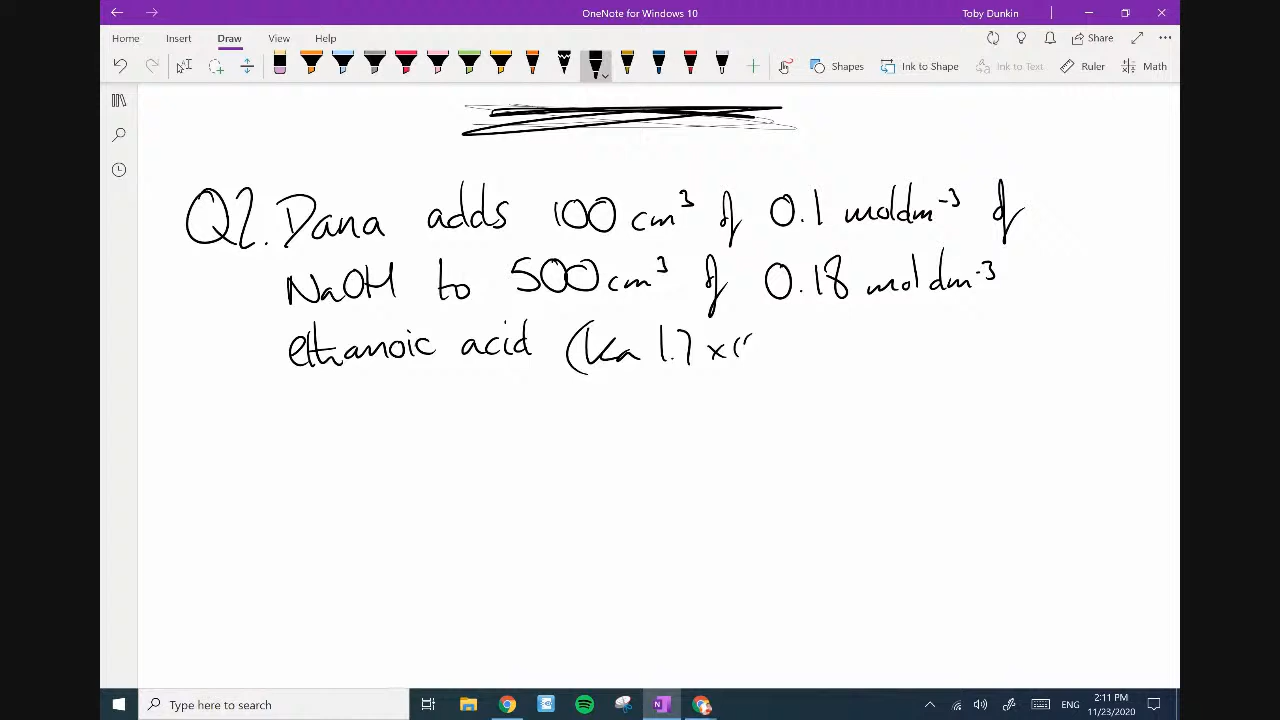 OneNote for Windows 10
Toby Dunkin
Home Insert Draw View Help
Share
Shapes Ink to Shape Ink to Text Ruler Math
Q2. Dana adds 100 cm³ of 0.1 moldm⁻³ of
NaOH to 500 cm³ of 0.18 moldm⁻³
ethanoic acid (Ka 1.7 x
Type here to search
ENG
2:11 PM
11/23/2020